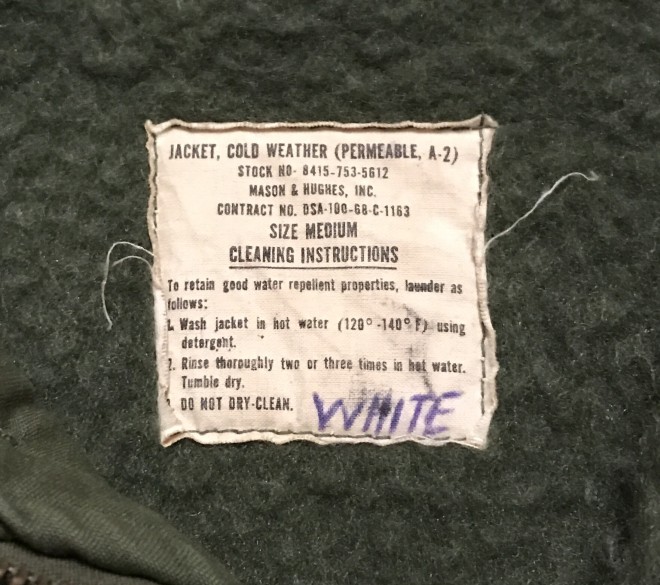 JACKET, COLD WEATHER (PERMEABLE, A-2)
STOCK NO- 8415-753-5612
MASON & HUGHES, INC.
CONTRACT NO. DSA-100-68-C-1163
SIZE MEDIUM
CLEANING INSTRUCTIONS
To retain good water repellent properties, launder as
follows:
1. Wash jacket in hot water (120° -140° F) using
detergent.
2. Rinse thoroughly two or three times in hot water.
Tumble dry.
DO NOT DRY-CLEAN.
WHITE